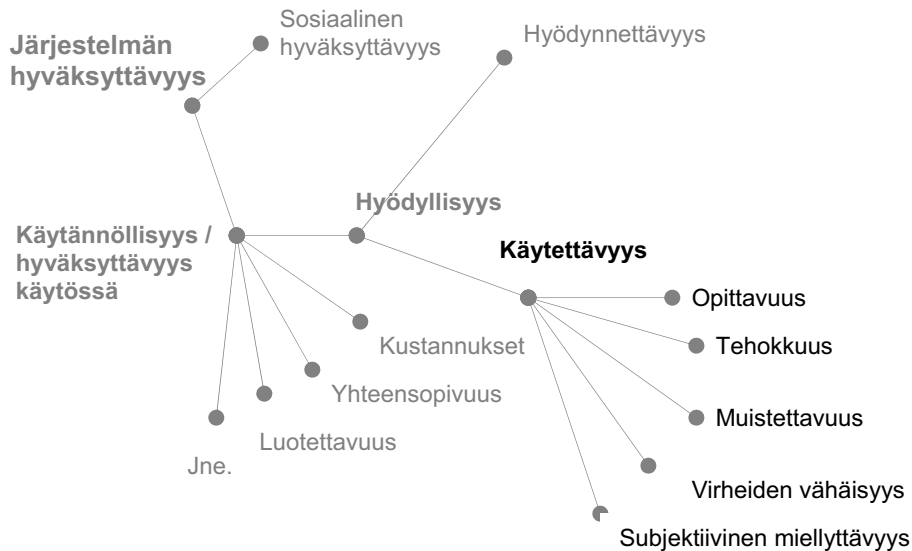 Sosiaalinen
hyväksyttävyys
Järjestelmän
hyväksyttävyys
Hyödynnettävyys
Hyödyllisyys
Käytännöllisyys /
hyväksyttävyys
käytössä
Käytettävyys
Opittavuus
Kustannukset
Tehokkuus
Yhteensopivuus
Muistettavuus
Luotettavuus
Jne.
Virheiden vähäisyys
Subjektiivinen miellyttävyys